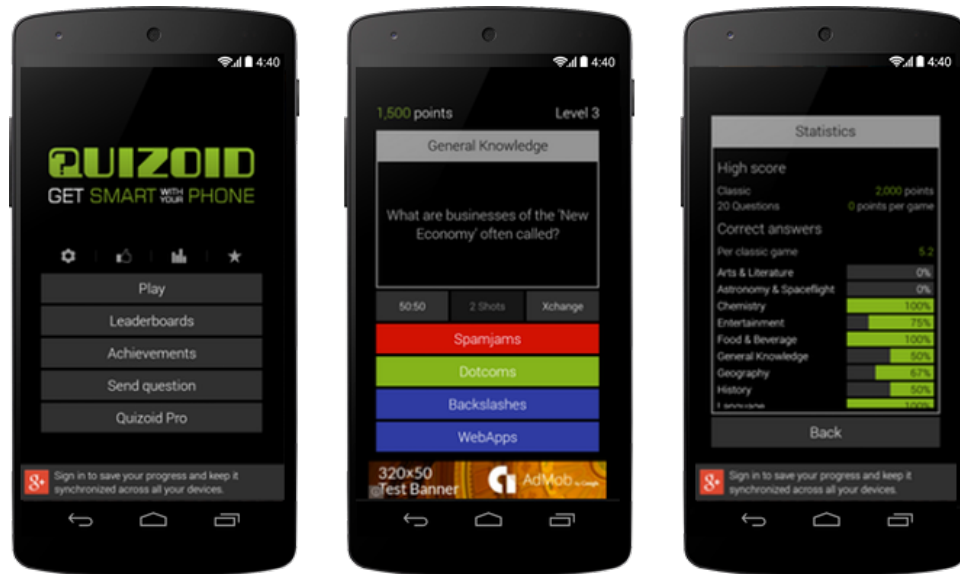 4:40
QUIZOID
GET SMART WITH YOUR PHONE
Play
Leaderboards
Achievements
Send question
Quizoid Pro
8+ Sign in to save your progress and keep it
synchronized across all your devices.
4:40
1,500 points Level 3
General Knowledge
What are businesses of the 'New
Economy' often called?
50:50 2 Shots Xchange
Spamjams
Dotcoms
Backslashes
WebApps
320x50
Test Banner
AdMob by Google
4:40
Statistics
High score
Classic 2,000 points
20 Questions 0 points per game
Correct answers
Per classic game 5.2
Arts & Literature 0%
Astronomy & Spaceflight 0%
Chemistry 100%
Entertainment 75%
Food & Beverage 100%
General Knowledge 50%
Geography 67%
History 50%
Language 100%
Back
8+ Sign in to save your progress and keep it
synchronized across all your devices.